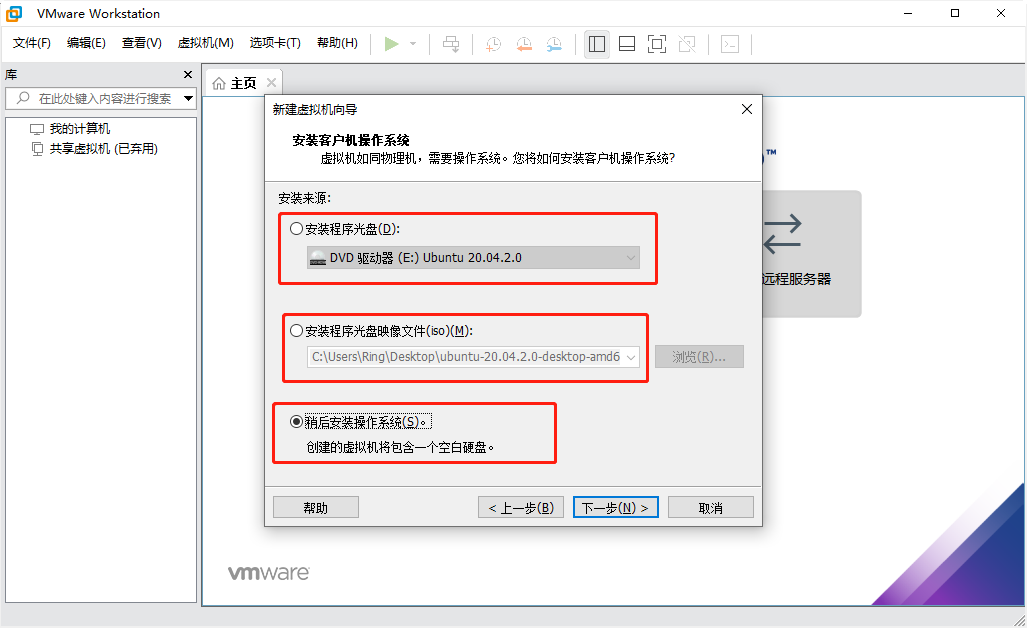 VMware Workstation
文件(F) 编辑(E) 查看(V) 虚拟机(M) 选项卡(T) 帮助(H)
库
在此处键入内容进行搜索
我的计算机
共享虚拟机 (已弃用)
主页
™
远程服务器
新建虚拟机向导
安装客户机操作系统
虚拟机如同物理机，需要操作系统。您将如何安装客户机操作系统?
安装来源:
安装程序光盘(D):
DVD 驱动器 (E:) Ubuntu 20.04.2.0
安装程序光盘映像文件(iso)(M):
C:\Users\Ring\Desktop\ubuntu-20.04.2.0-desktop-amd6
浏览(R)...
稍后安装操作系统(S)。
创建的虚拟机将包含一个空白硬盘。
帮助
< 上一步(B)
下一步(N) >
取消
vmware